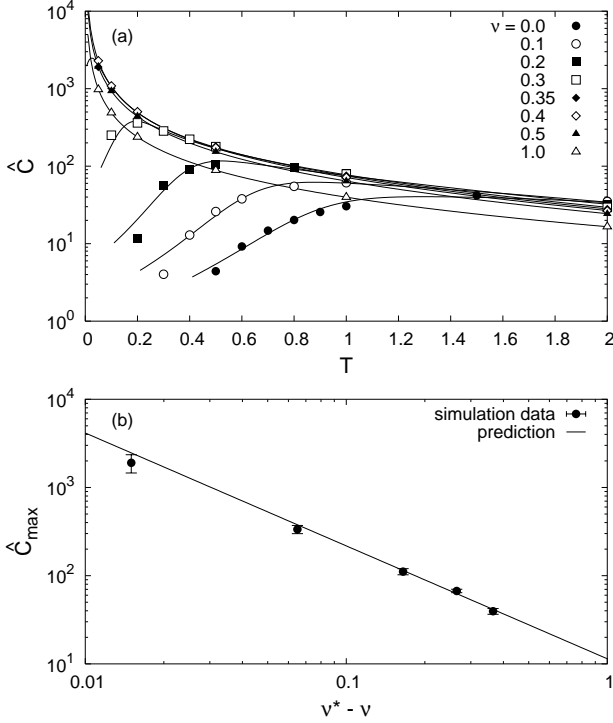 10^4
(a)
ν = 0.0
0.1
10^3
0.2
0.3
0.35
Ĉ
10^2
0.4
0.5
1.0
10^1
10^0
0 0.2 0.4 0.6 0.8 1 1.2 1.4 1.6 1.8 2
T
10^4
(b)
simulation data
prediction
10^3
Ĉmax
10^2
10^1
0.01 0.1 1
ν* - ν